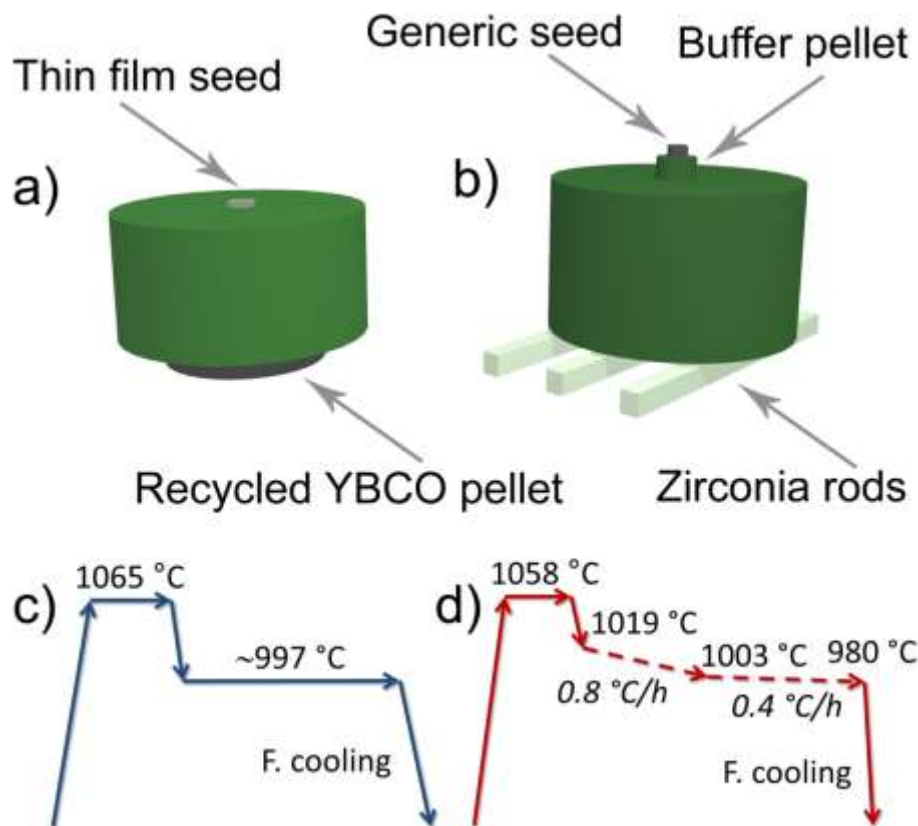 Generic seed
Buffer pellet
Thin film seed
a)
b)
Recycled YBCO pellet
Zirconia rods
c)
1065 °C
~997 °C
F. cooling
d)
1058 °C
1019 °C
1003 °C
980 °C
0.8 °C/h
0.4 °C/h
F. cooling